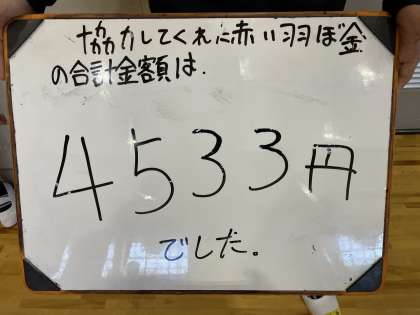 協力してくれた赤い羽ぼ金
の合計金額は.
4533円
でした。